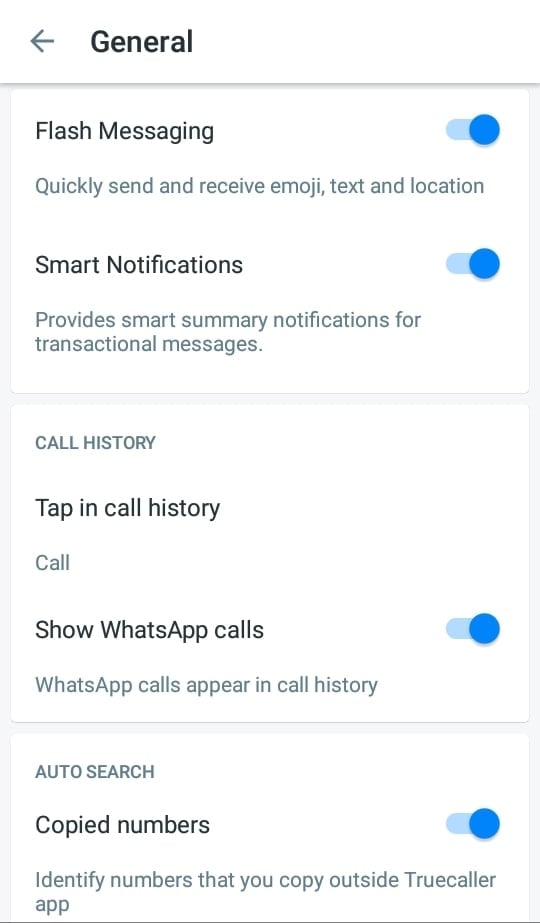 General
Flash Messaging
Quickly send and receive emoji, text and location
Smart Notifications
Provides smart summary notifications for
transactional messages.
CALL HISTORY
Tap in call history
Call
Show WhatsApp calls
WhatsApp calls appear in call history
AUTO SEARCH
Copied numbers
Identify numbers that you copy outside Truecaller
app